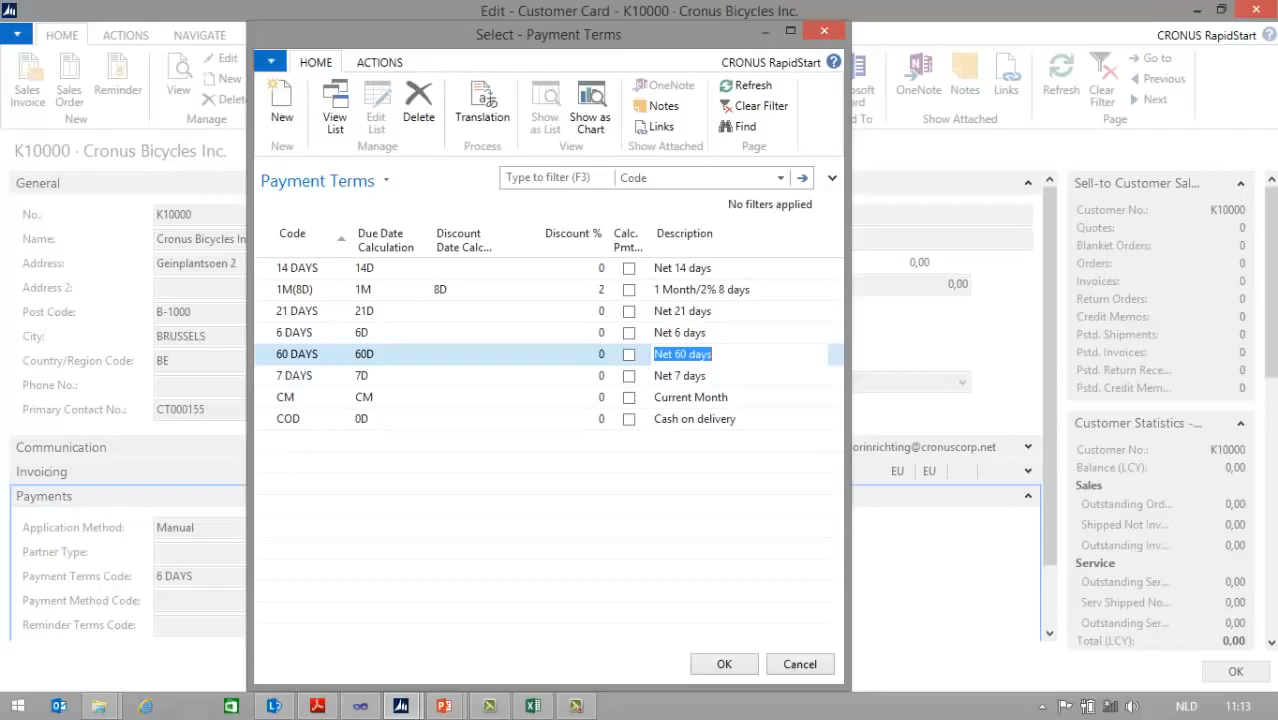 Edit - Customer Card - K10000 - Cronus Bicycles Inc.
HOME ACTIONS NAVIGATE
CRONUS RapidStart
Sales Invoice
Sales Order
Reminder
New
View
Edit
New
Delete
Manage
OneNote
Notes
Links
Show Attached
Refresh
Clear Filter
Go to
Previous
Next
Page
K10000 · Cronus Bicycles Inc.
General
No.: K10000
Name: Cronus Bicycles In
Address: Geinplantsoen 2
Address 2:
Post Code: B-1000
City: BRUSSELS
Country/Region Code: BE
Phone No.:
Primary Contact No.: CT000155
Communication
Invoicing
Payments
Application Method: Manual
Partner Type:
Payment Terms Code: 6 DAYS
Payment Method Code:
Reminder Terms Code:
Select - Payment Terms
HOME ACTIONS
CRONUS RapidStart
New
New
View List
Edit List
Delete
Manage
Translation
Process
Show as List
Show as Chart
View
OneNote
Notes
Links
Show Attached
Refresh
Clear Filter
Find
Page
Payment Terms
Type to filter (F3) Code
No filters applied
Code Due Date Calculation Discount Date Calc... Discount % Calc. Pmt... Description
14 DAYS 14D 0 Net 14 days
1M(8D) 1M 8D 2 1 Month/2% 8 days
21 DAYS 21D 0 Net 21 days
6 DAYS 6D 0 Net 6 days
60 DAYS 60D 0 Net 60 days
7 DAYS 7D 0 Net 7 days
CM CM 0 Current Month
COD 0D 0 Cash on delivery
OK Cancel
0,00
0,00
orinrichting@cronuscorp.net
EU EU
Sell-to Customer Sal...
Customer No.: K10000
Quotes: 0
Blanket Orders: 0
Orders: 0
Invoices: 0
Return Orders: 0
Credit Memos: 0
Pstd. Shipments: 0
Pstd. Invoices: 0
Pstd. Return Rece... 0
Pstd. Credit Mem... 0
Customer Statistics -...
Customer No.: K10000
Balance (LCY): 0,00
Sales
Outstanding Ord... 0,00
Shipped Not Inv... 0,00
Outstanding Inv... 0,00
Service
Outstanding Ser... 0,00
Serv Shipped No... 0,00
Outstanding Ser... 0,00
Total (LCY): 0,00
OK
NLD 11:13